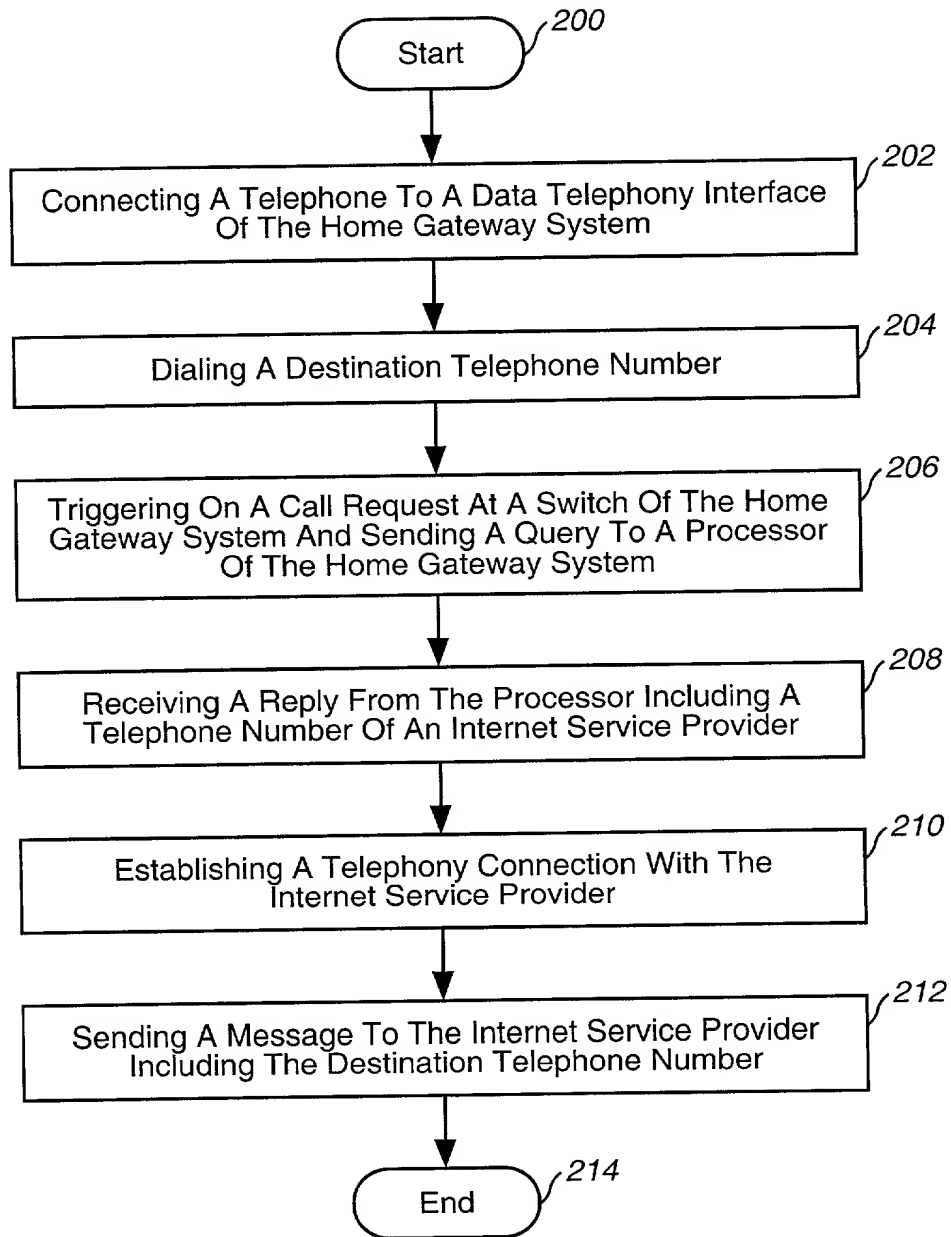 200
Start
202
Connecting A Telephone To A Data Telephony Interface
Of The Home Gateway System
204
Dialing A Destination Telephone Number
206
Triggering On A Call Request At A Switch Of The Home
Gateway System And Sending A Query To A Processor
Of The Home Gateway System
208
Receiving A Reply From The Processor Including A
Telephone Number Of An Internet Service Provider
210
Establishing A Telephony Connection With The
Internet Service Provider
212
Sending A Message To The Internet Service Provider
Including The Destination Telephone Number
214
End